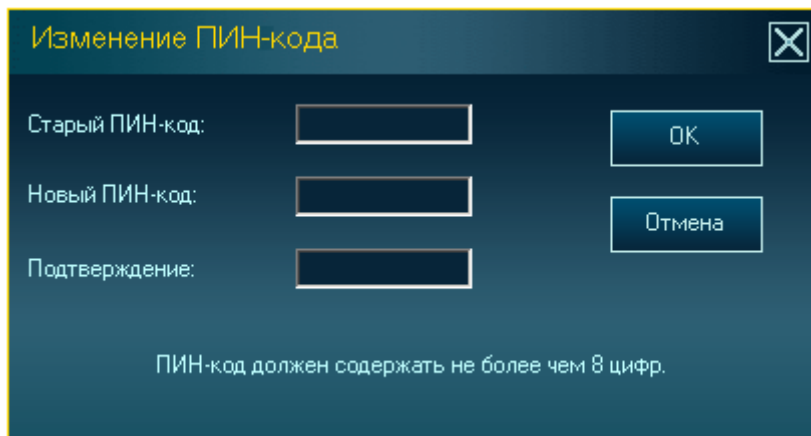 Изменение ПИН-кода
Старый ПИН-код:
OK
Новый ПИН-код:
Отмена
Подтверждение:
ПИН-код должен содержать не более чем 8 цифр.